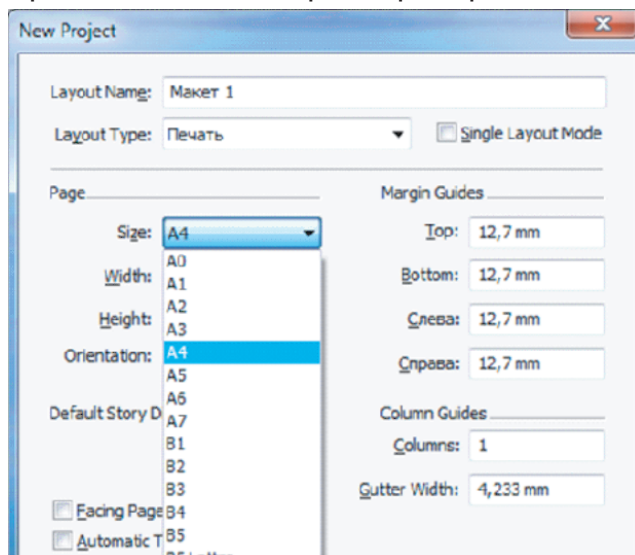 New Project
Layout Name: Макет 1
Layout Type: Печать Single Layout Mode
Page
Size: A4
Width:
Height:
Orientation:
Default Story D
Facing Page
Automatic T
A0
A1
A2
A3
A4
A5
A6
A7
B1
B2
B3
B4
B5
Margin Guides
Top: 12,7 mm
Bottom: 12,7 mm
Слева: 12,7 mm
Справа: 12,7 mm
Column Guides
Columns: 1
Gutter Width: 4,233 mm